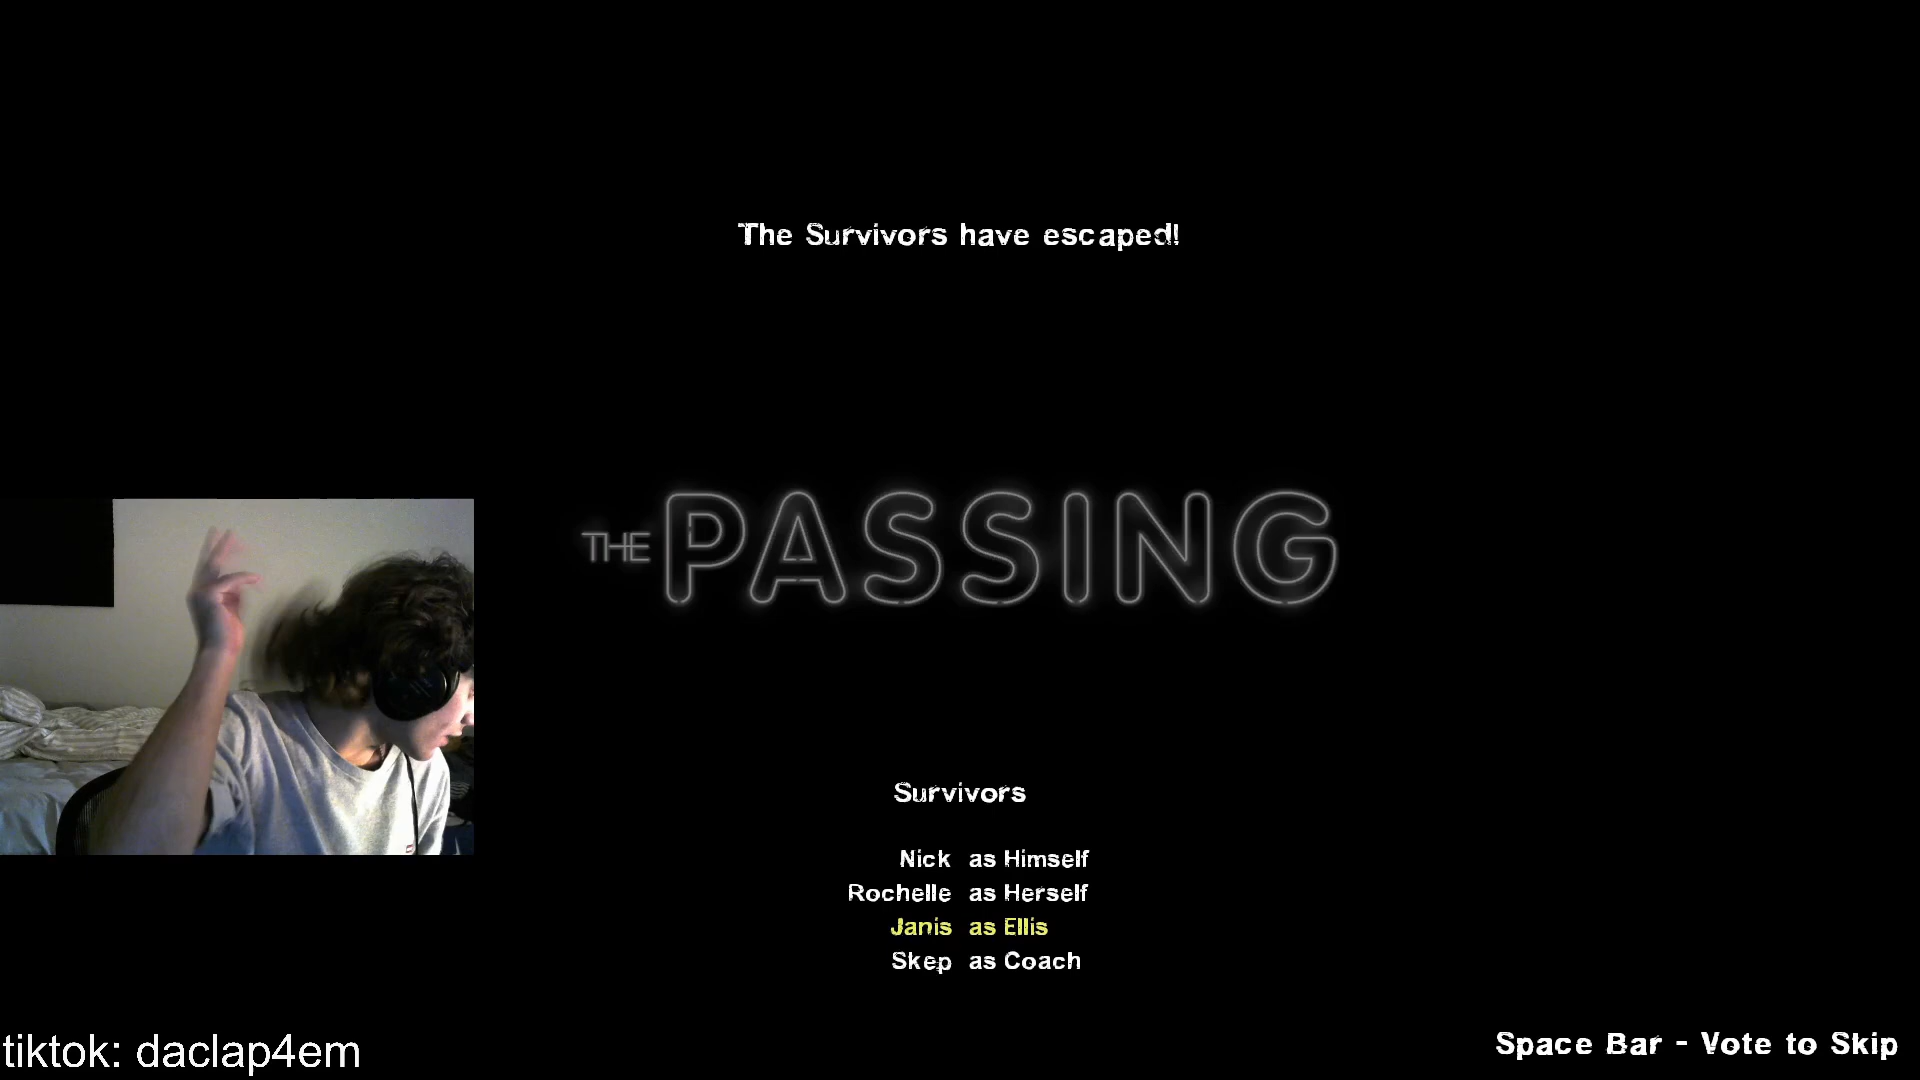 The Survivors have escaped!
THE PASSING
Survivors
Nick as Himself
Rochelle as Herself
Janis as Ellis
Skep as Coach
tiktok: daclap4em
Space Bar - Vote to Skip